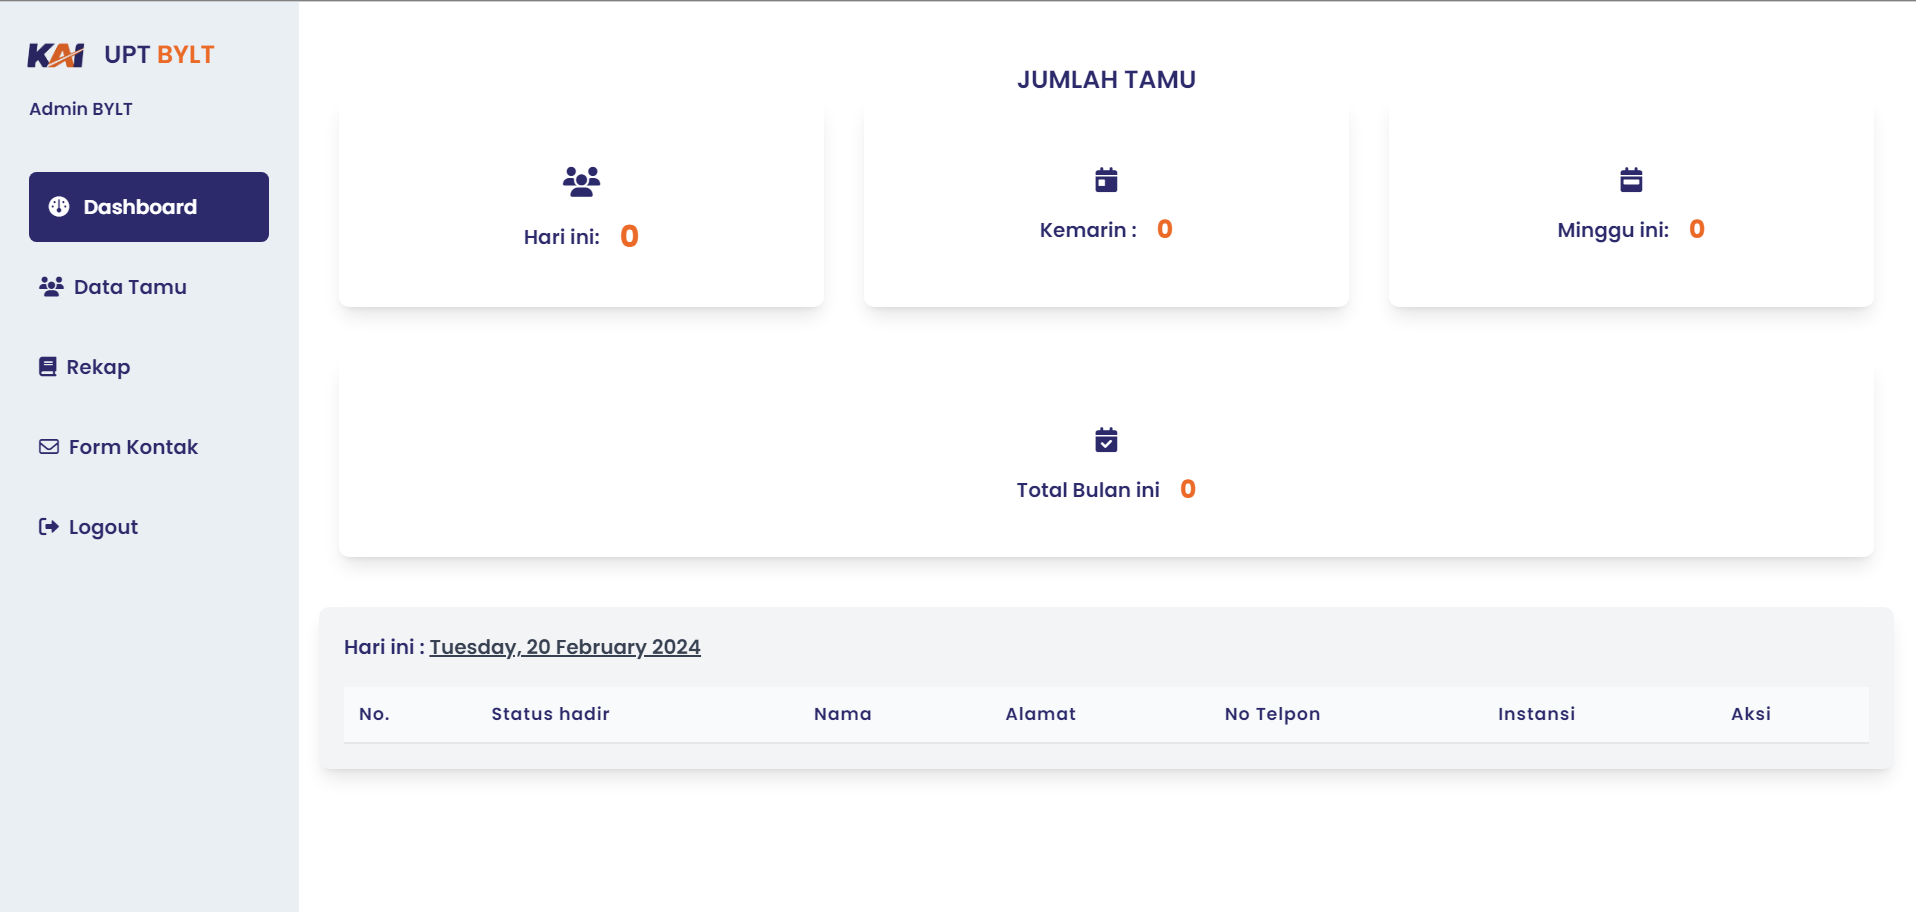 KAI UPT BYLT
Admin BYLT
Dashboard
Data Tamu
Rekap
Form Kontak
Logout
JUMLAH TAMU
Hari ini: 0
Kemarin : 0
Minggu ini: 0
Total Bulan ini 0
Hari ini : Tuesday, 20 February 2024
No. Status hadir Nama Alamat No Telpon Instansi Aksi